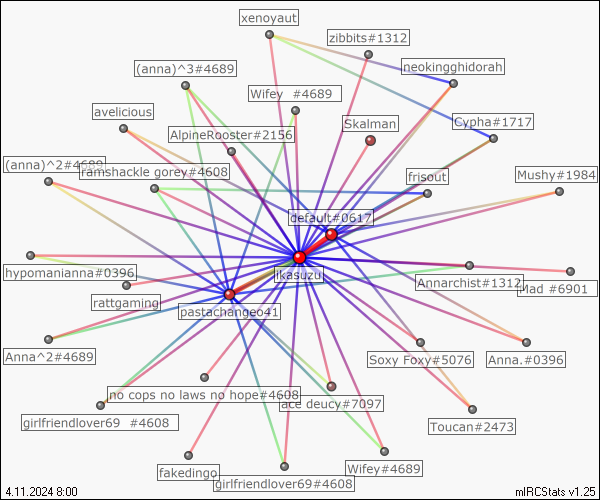 xenoyaut
zibbits#1312
(anna)^3#4689
neokingghidorah
Wifey  #4689
avelicious
Skalman
Cypha#1717
AlpineRooster#2156
(anna)^2#4689
ramshackle gorey#4608
frisout
Mushy#1984
default#0617
ikasuzu
hypomanianna#0396
Annarchist#1312
Mad #6901
rattgaming
pastachangeo41
Anna^2#4689
Soxy Foxy#5076
Anna.#0396
no cops no laws no hope#4608
ace deucy#7097
girlfriendlover69  #4608
Toucan#2473
fakedingo
Wifey#4689
girlfriendlover69#4608
4.11.2024 8:00
mIRCStats v1.25